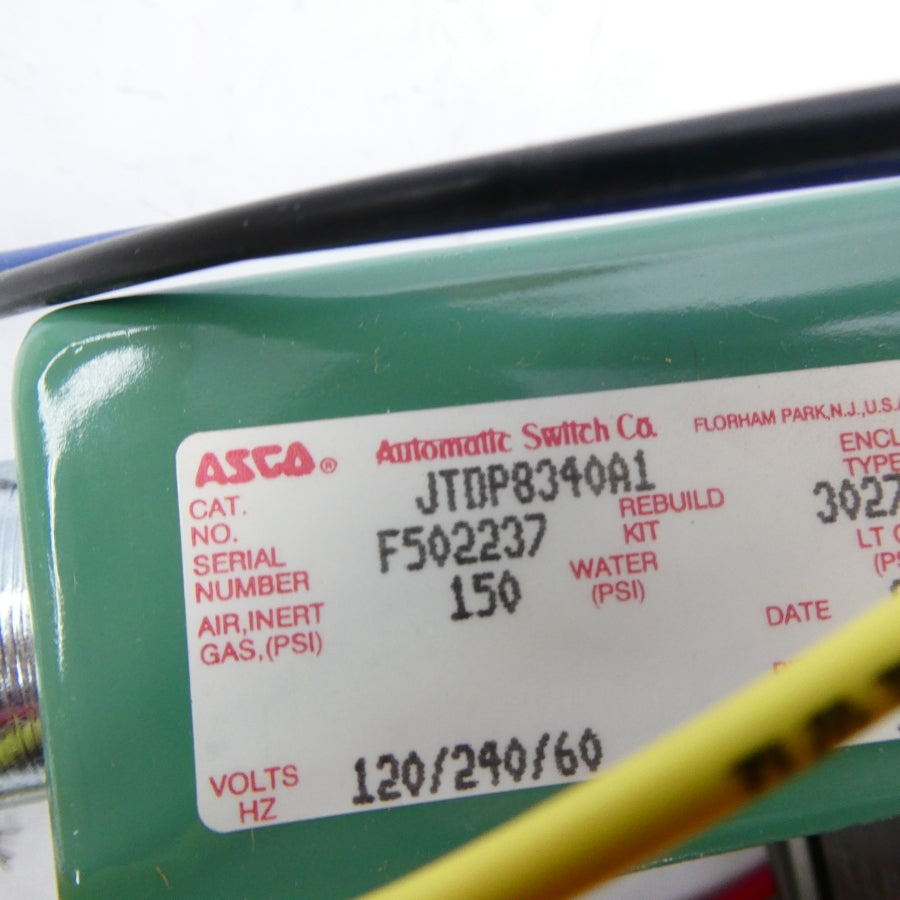 ASCO® Automatic Switch Co. FLORHAM PARK,N.J.,U.S.A
CAT. NO. JTDP8340A1 ENCL TYPE
SERIAL NUMBER F502237 REBUILD KIT 3027
AIR,INERT GAS,(PSI) 150 WATER (PSI) LT
DATE
VOLTS HZ 120/240/60